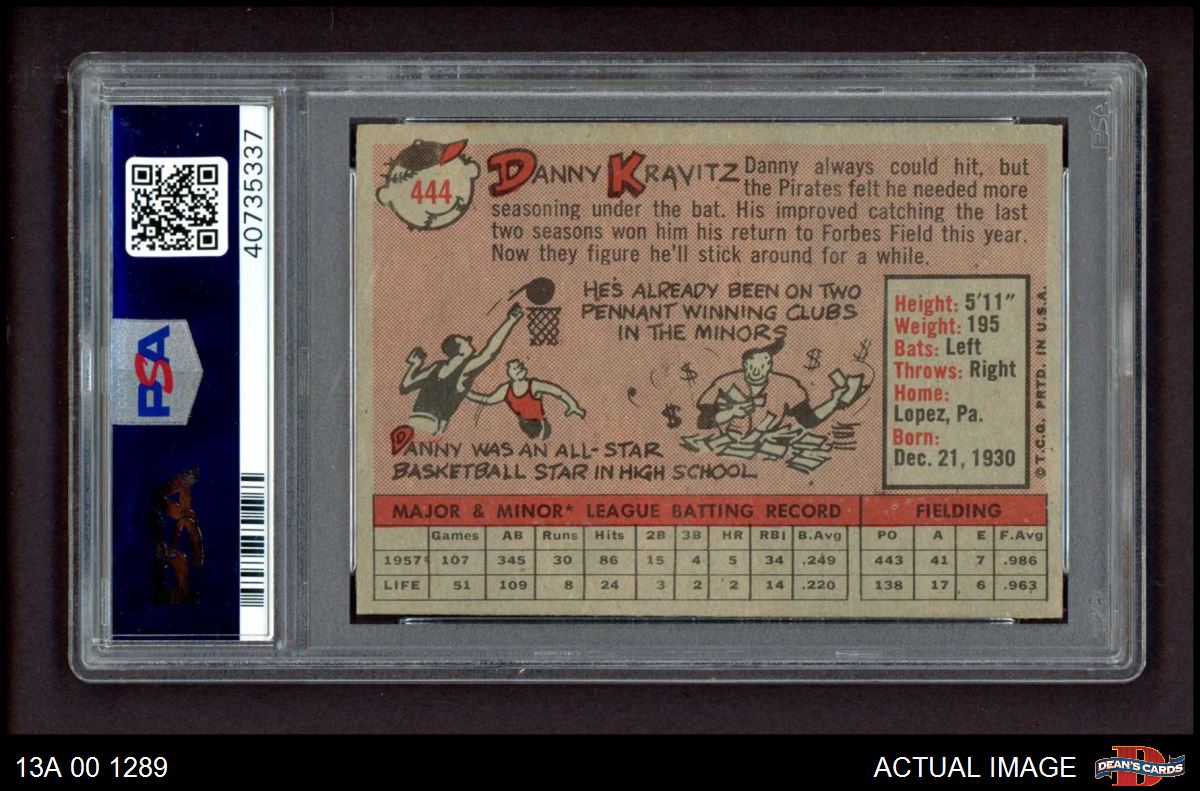 40735337
PSA
PSA
PSA
444
DANNY KRAVITZ Danny always could hit, but
the Pirates felt he needed more
seasoning under the bat. His improved catching the last
two seasons won him his return to Forbes Field this year.
Now they figure he'll stick around for a while.
HE'S ALREADY BEEN ON TWO
PENNANT WINNING CLUBS
IN THE MINORS
$ $ $ $
DANNY WAS AN ALL-STAR
BASKETBALL STAR IN HIGH SCHOOL
Height: 5'11"
Weight: 195
Bats: Left
Throws: Right
Home:
Lopez, Pa.
Born:
Dec. 21, 1930
© T.C.G. PRTD. IN U.S.A.
MAJOR & MINOR* LEAGUE BATTING RECORD FIELDING
Games AB Runs Hits 2B 3B HR RBI B.Avg PO A E F.Avg
1957* 107 345 30 86 15 4 5 34 .249 443 41 7 .986
LIFE 51 109 8 24 3 2 2 14 .220 138 17 6 .963
13A 00 1289
ACTUAL IMAGE
D
DEAN'S CARDS